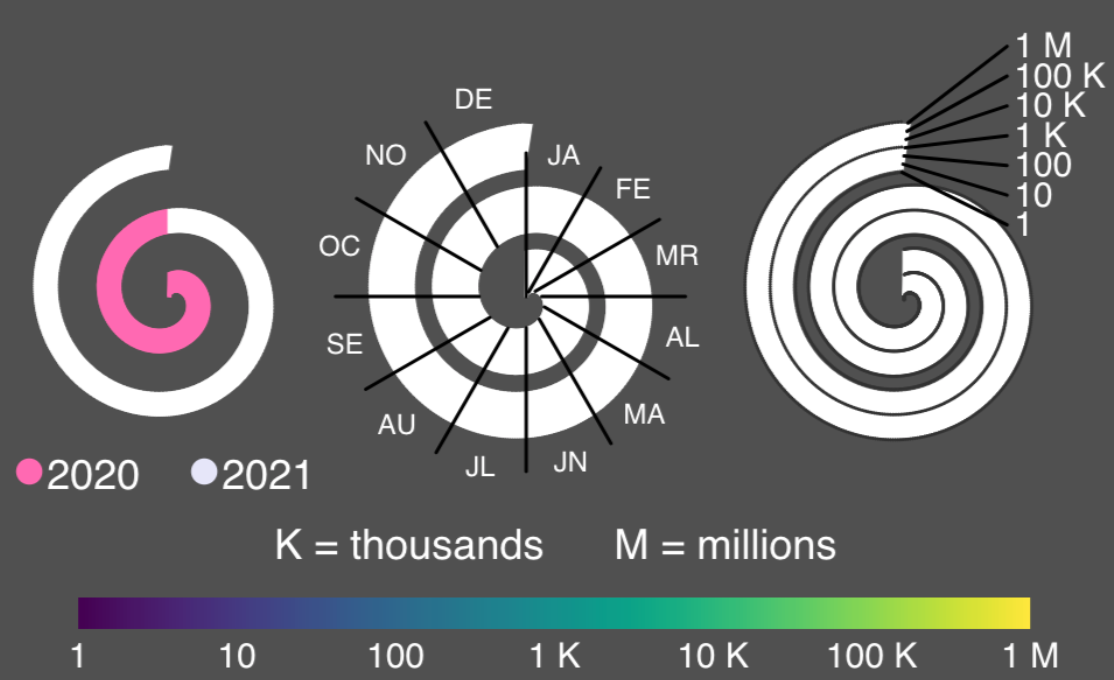 1 M
100 K
10 K
1 K
100
10
1
DE
JA
NO
FE
OC
MR
SE
AL
AU
MA
JL
JN
2020
2021
K = thousands M = millions
1 10 100 1 K 10 K 100 K 1 M